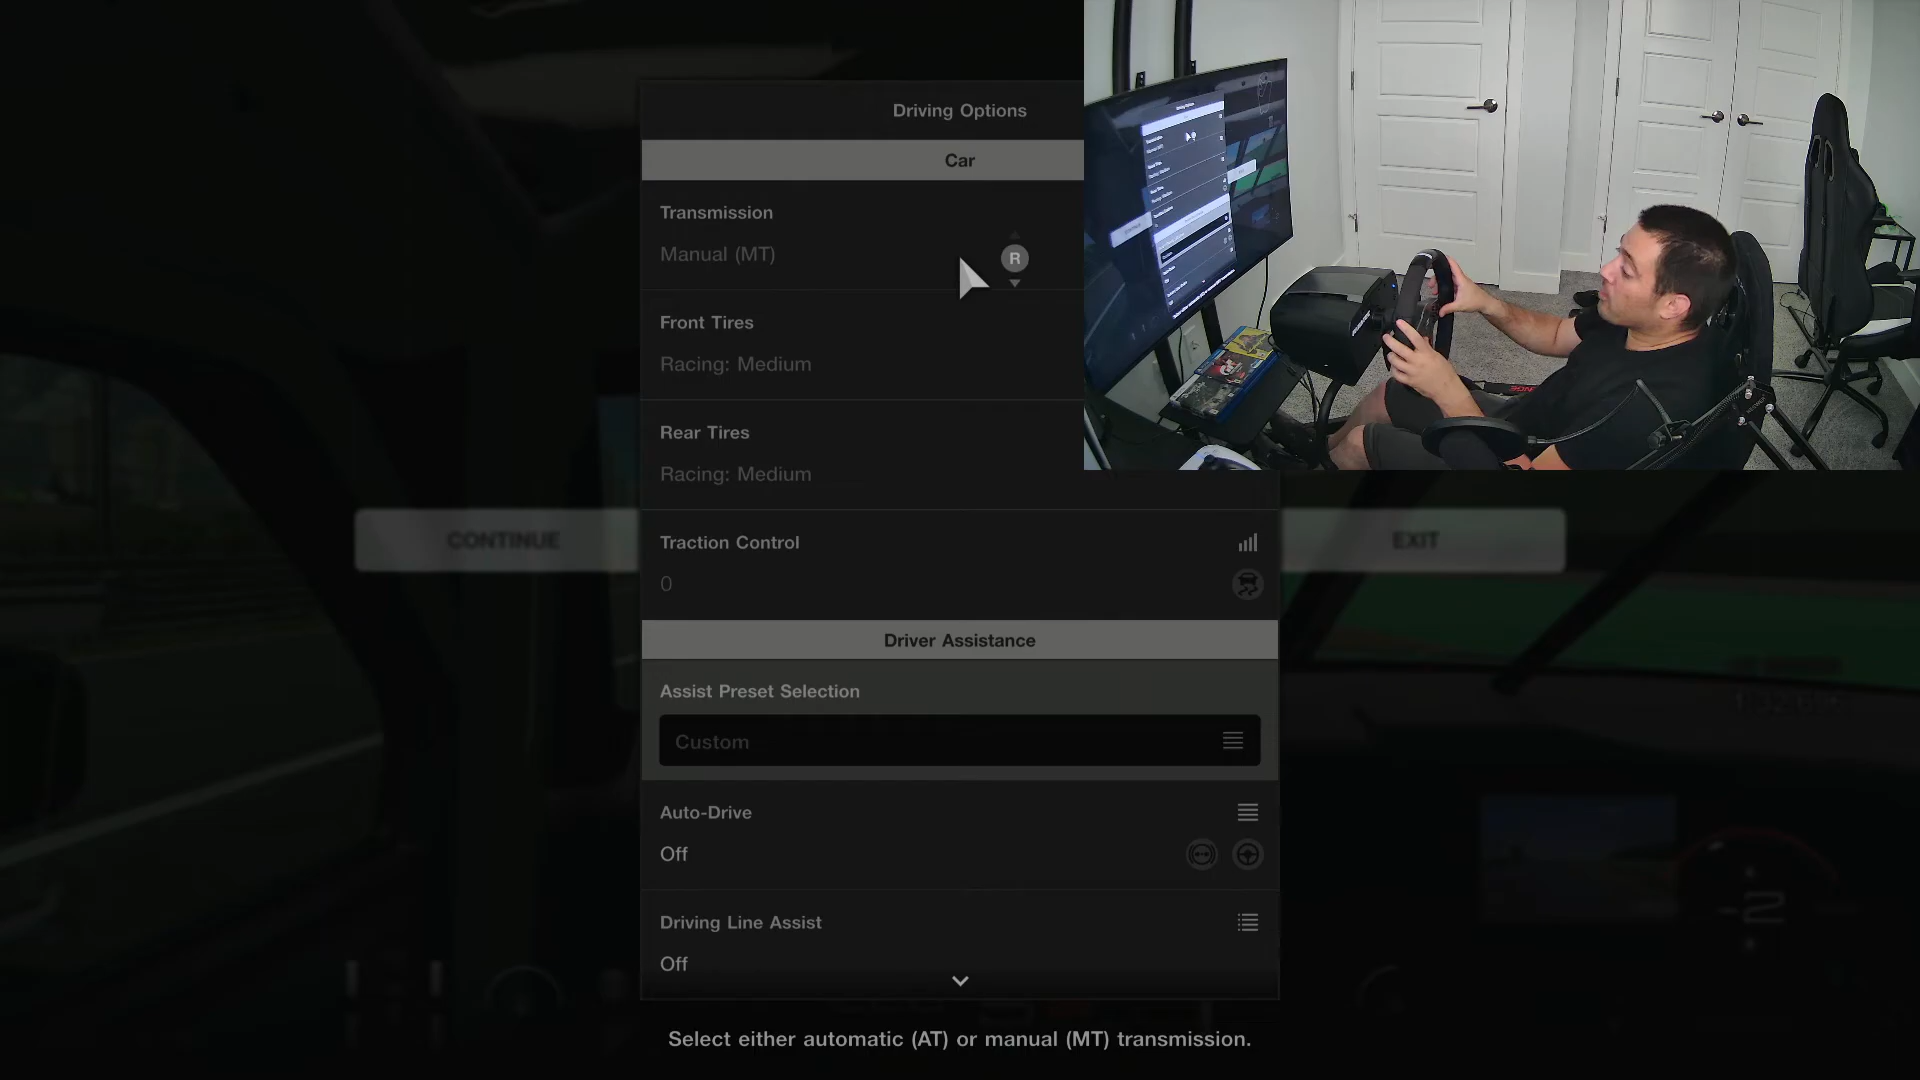 Driving Options
Car
Transmission
Manual (MT)
R
Front Tires
Racing: Medium
Rear Tires
Racing: Medium
CONTINUE
EXIT
Traction Control
0
Driver Assistance
Assist Preset Selection
Custom
Auto-Drive
Off
Driving Line Assist
Off
Select either automatic (AT) or manual (MT) transmission.